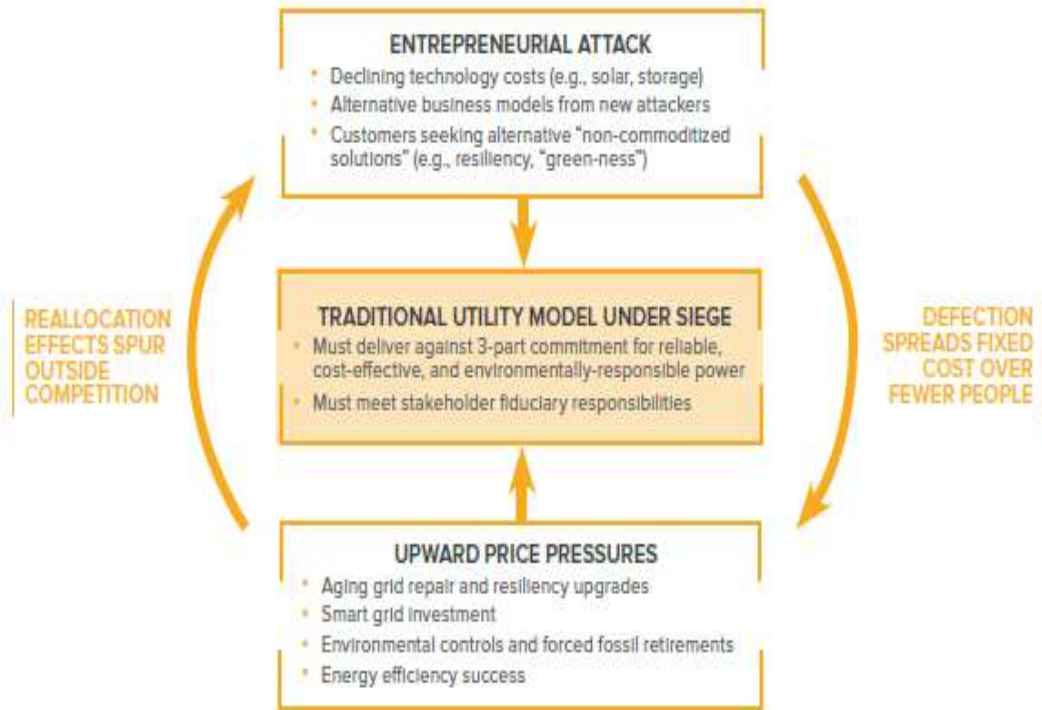 ENTREPRENEURIAL ATTACK
• Declining technology costs (e.g., solar, storage)
• Alternative business models from new attackers
• Customers seeking alternative “non-commoditized
solutions” (e.g., resiliency, “green-ness”)
REALLOCATION
EFFECTS SPUR
OUTSIDE
COMPETITION
TRADITIONAL UTILITY MODEL UNDER SIEGE
• Must deliver against 3-part commitment for reliable,
cost-effective, and environmentally-responsible power
• Must meet stakeholder fiduciary responsibilities
DEFECTION
SPREADS FIXED
COST OVER
FEWER PEOPLE
UPWARD PRICE PRESSURES
• Aging grid repair and resiliency upgrades
• Smart grid investment
• Environmental controls and forced fossil retirements
• Energy efficiency success